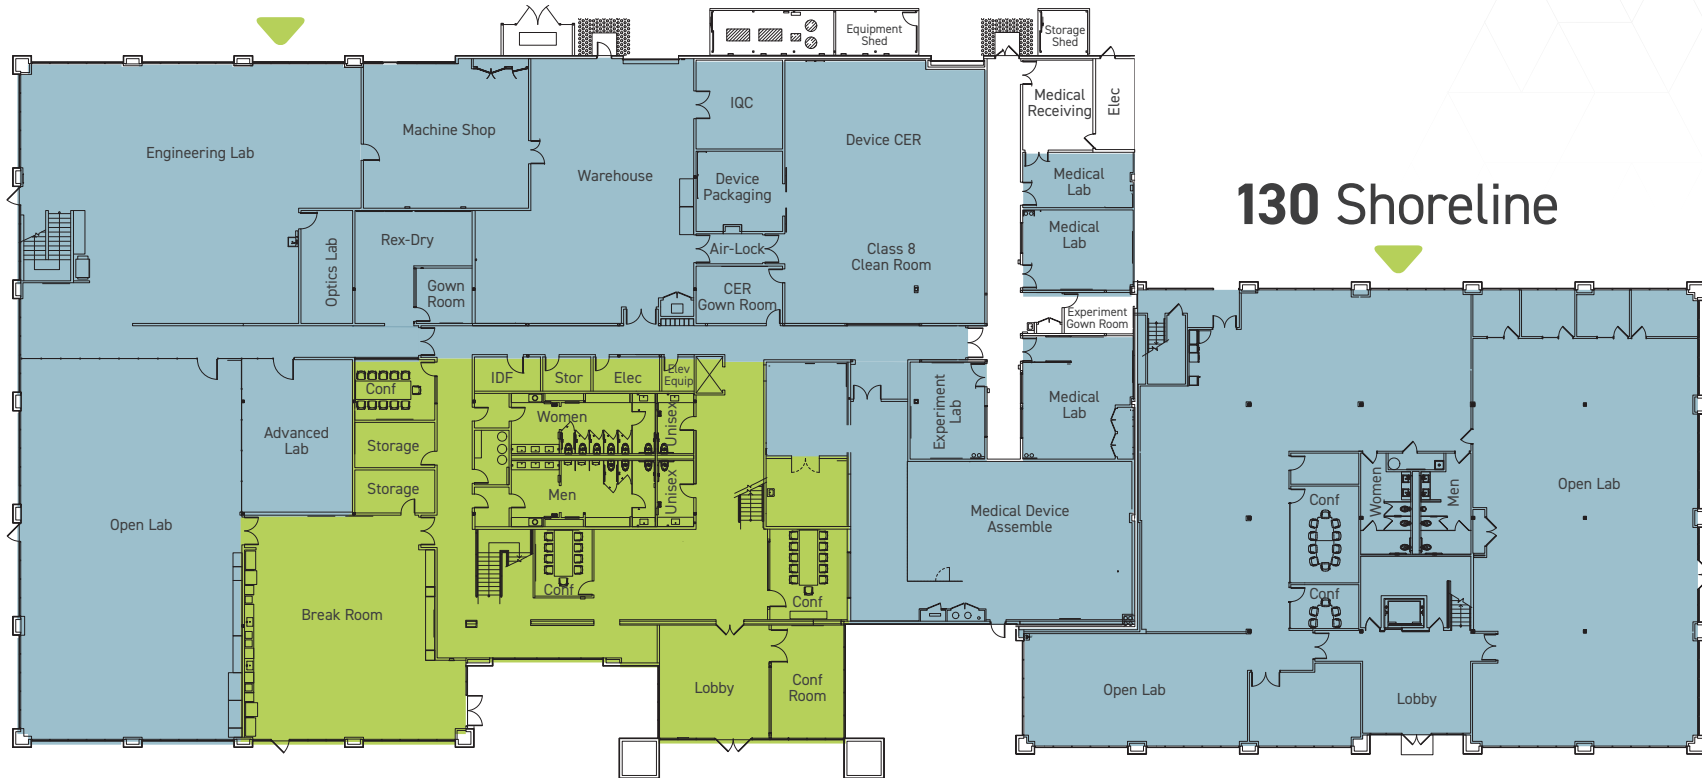 Equipment
Shed
Storage
Shed
Engineering Lab
Machine Shop
Warehouse
IQC
Device
Packaging
Device CER
Medical
Receiving
Elec
Medical
Lab
130 Shoreline
Medical
Lab
Optics Lab
Rex-Dry
Gown
Room
Air-Lock
CER
Gown Room
Class 8
Clean Room
Experiment
Gown Room
Conf
IDF
Stor
Elec
Elev
Equip
Women
Unisex
Experiment
Lab
Medical
Lab
Advanced
Lab
Storage
Storage
Men
Unisex
Open Lab
Medical Device
Assemble
Conf
Women
Men
Open Lab
Break Room
Conf
Conf
Conf
Lobby
Conf
Room
Open Lab
Lobby